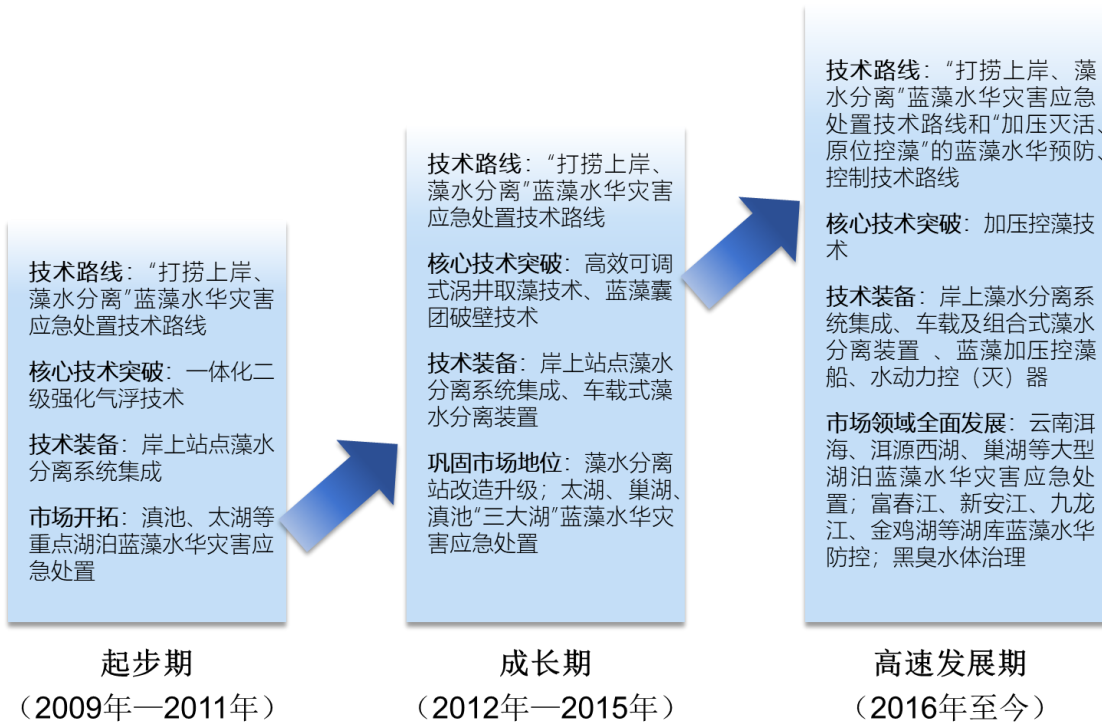 技术路线：“打捞上岸、
藻水分离”蓝藻水华灾害
应急处置技术路线
核心技术突破：一体化二
级强化气浮技术
技术装备：岸上站点藻水
分离系统集成
市场开拓：滇池、太湖等
重点湖泊蓝藻水华灾害应
急处置
起步期
（2009年—2011年）
技术路线：“打捞上岸、
藻水分离”蓝藻水华灾害
应急处置技术路线
核心技术突破：高效可调
式涡井取藻技术、蓝藻囊
团破壁技术
技术装备：岸上站点藻水
分离系统集成、车载式藻
水分离装置
巩固市场地位：藻水分离
站改造升级；太湖、巢湖、
滇池“三大湖”蓝藻水华灾
害应急处置
成长期
（2012年—2015年）
技术路线：“打捞上岸、藻
水分离”蓝藻水华灾害应急
处置技术路线和“加压灭活、
原位控藻”的蓝藻水华预防、
控制技术路线
核心技术突破：加压控藻技
术
技术装备：岸上藻水分离系
统集成、车载及组合式藻水
分离装置 、蓝藻加压控藻
船、水动力控（灭）器
市场领域全面发展：云南洱
海、洱源西湖、巢湖等大型
湖泊蓝藻水华灾害应急处
置；富春江、新安江、九龙
江、金鸡湖等湖库蓝藻水华
防控；黑臭水体治理
高速发展期
（2016年至今）